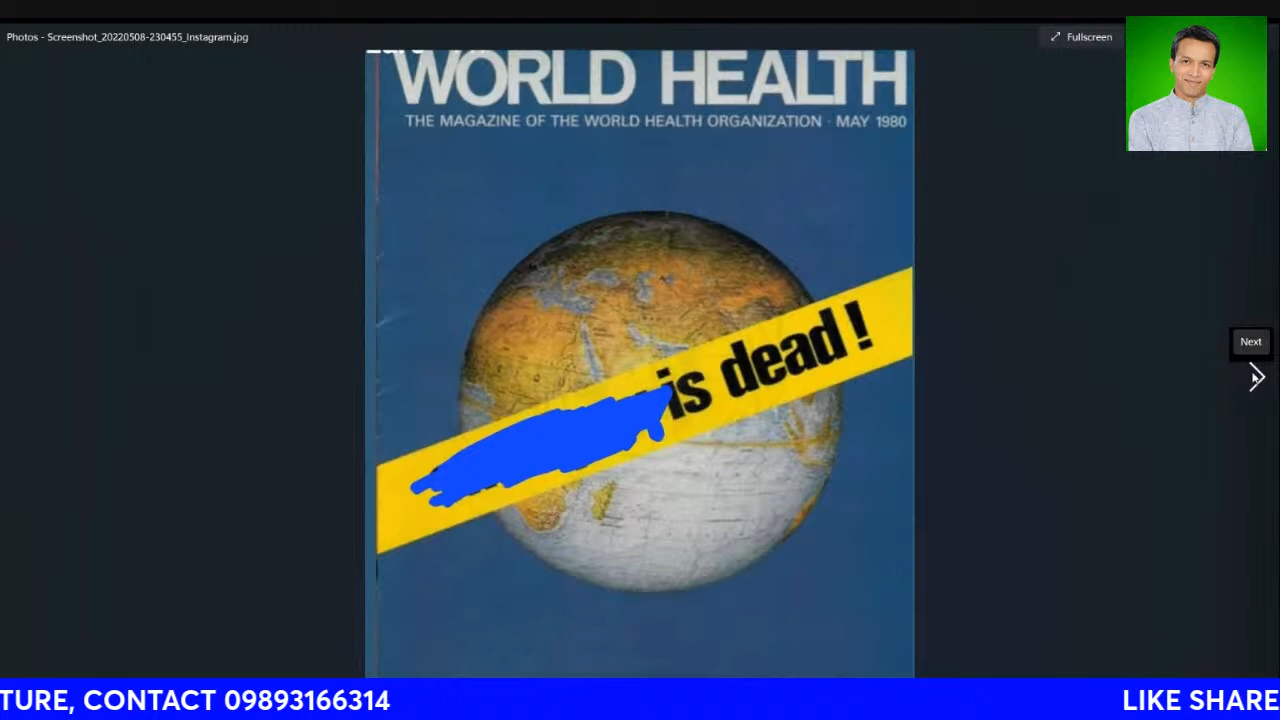 Photos - Screenshot_20220508-230455_Instagram.jpg
Fullscreen
WORLD HEALTH
THE MAGAZINE OF THE WORLD HEALTH ORGANIZATION · MAY 1980
is dead!
Next
TURE, CONTACT 09893166314
LIKE SHARE